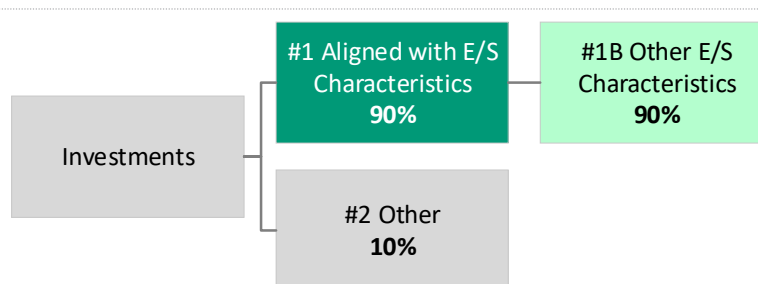 #1 Aligned with E/S
Characteristics
90%
#1B Other E/S
Characteristics
90%
Investments
#2 Other
10%